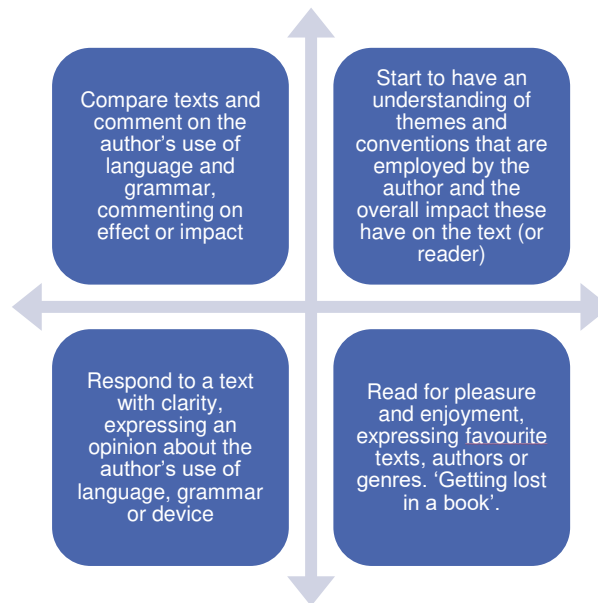 Compare texts and
comment on the
author's use of
language and
grammar,
commenting on
effect or impact
Start to have an
understanding of
themes and
conventions that are
employed by the
author and the
overall impact these
have on the text (or
reader)
Respond to a text
with clarity,
expressing an
opinion about the
author's use of
language, grammar
or device
Read for pleasure
and enjoyment,
expressing favourite
texts, authors or
genres. ‘Getting lost
in a book’.